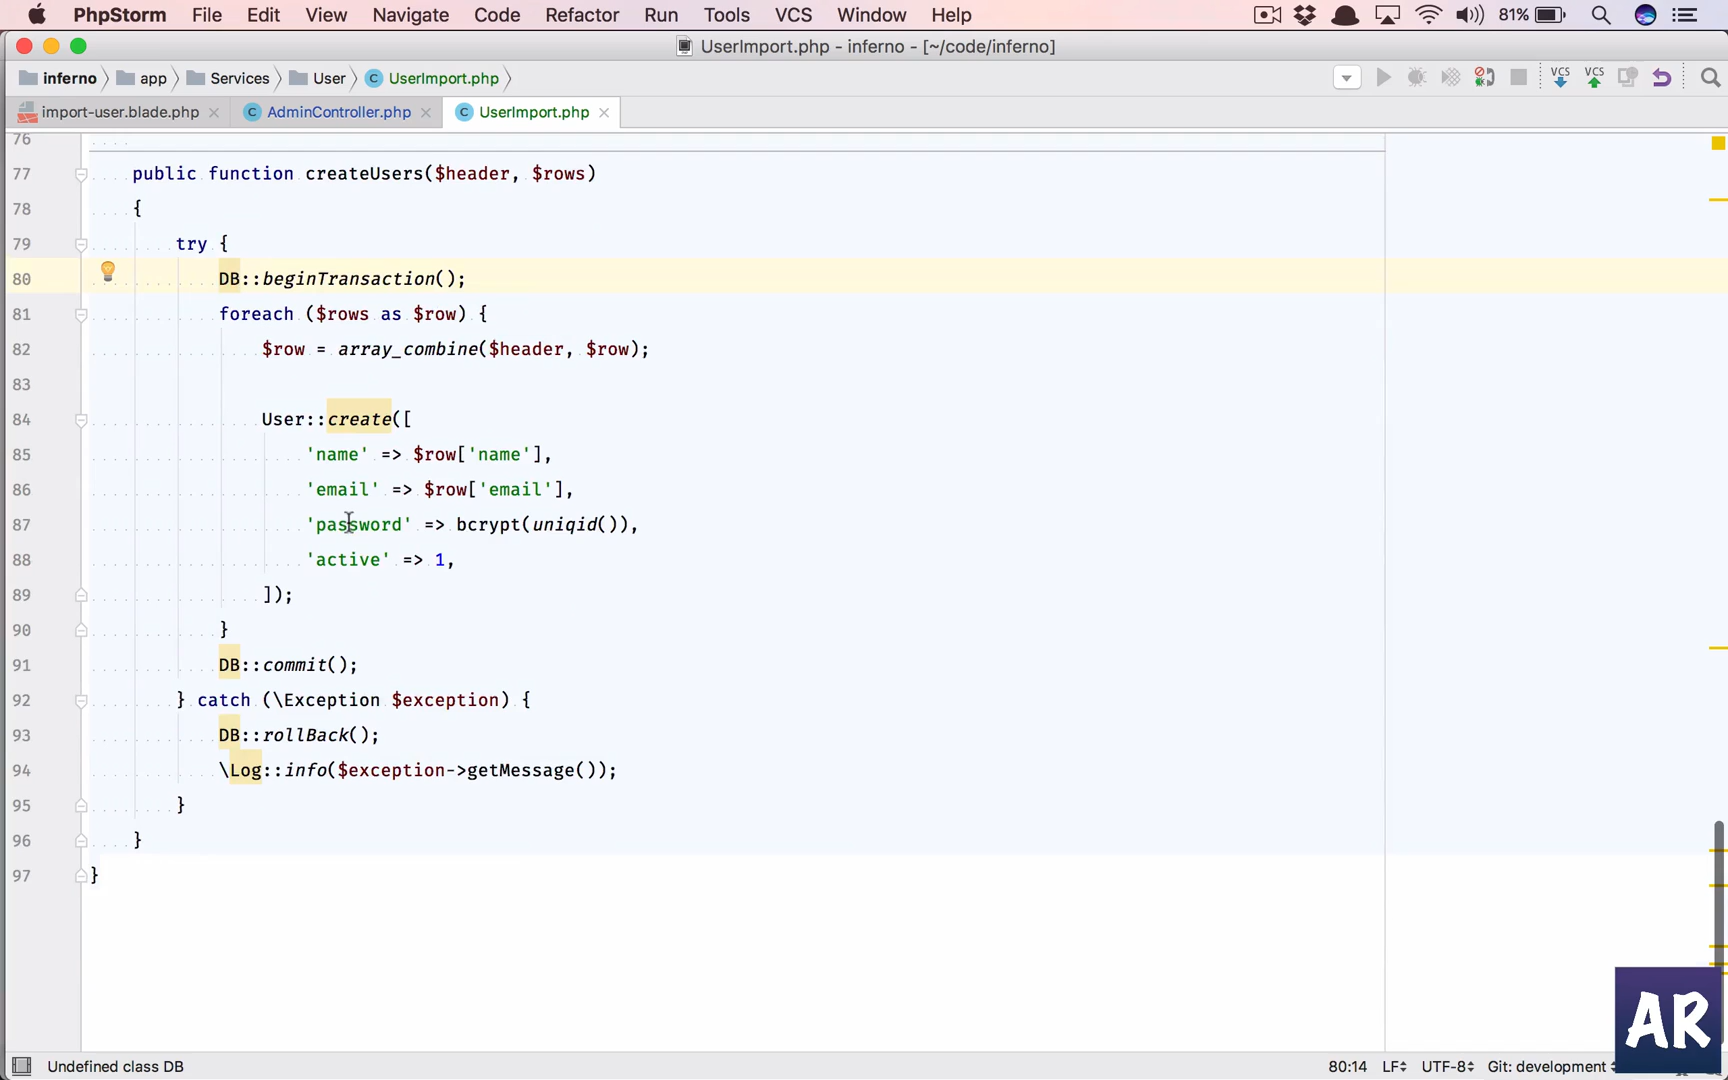 PhpStorm File Edit View Navigate Code Refactor Run Tools VCS Window Help 81%
UserImport.php - inferno - [~/code/inferno]
inferno app Services User C UserImport.php VCS VCS
import-user.blade.php C AdminController.php C UserImport.php
76
77 public function createUsers($header, $rows)
78 {
79 try {
80 DB::beginTransaction();
81 foreach ($rows as $row) {
82 $row = array_combine($header, $row);
83
84 User::create([
85 'name' => $row['name'],
86 'email' => $row['email'],
87 'password' => bcrypt(uniqid()),
88 'active' => 1,
89 ]);
90 }
91 DB::commit();
92 } catch (\Exception $exception) {
93 DB::rollBack();
94 \Log::info($exception->getMessage());
95 }
96 }
97 }
AR
Undefined class DB 80:14 LF UTF-8 Git: development